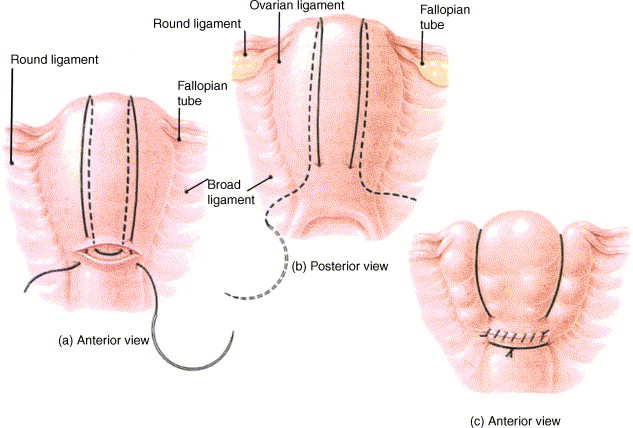 Round ligament
Fallopian
tube
(a) Anterior view
Ovarian ligament
Round ligament
Fallopian
tube
Broad
ligament
(b) Posterior view
(c) Anterior view